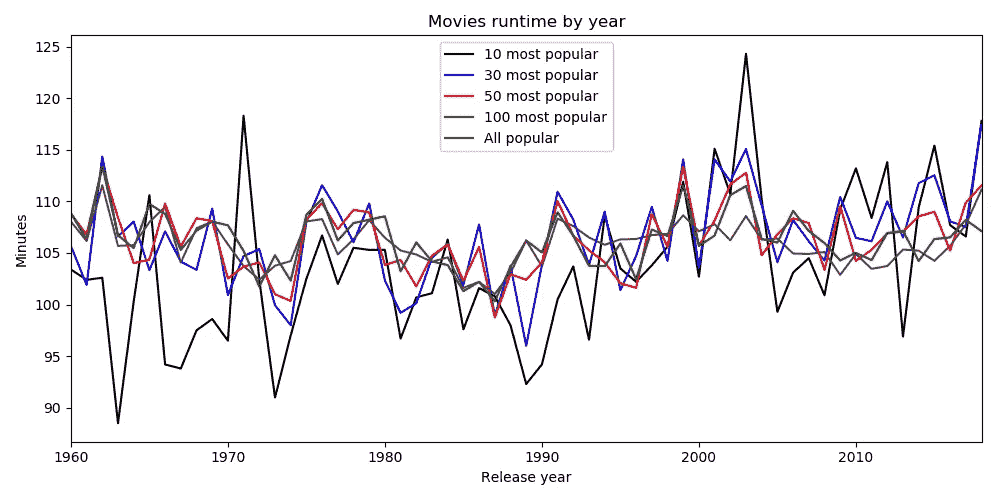 Movies runtime by year
125
120
115
110
105
100
95
90
Minutes
10 most popular
30 most popular
50 most popular
100 most popular
All popular
1960
1970
1980
1990
2000
2010
Release year